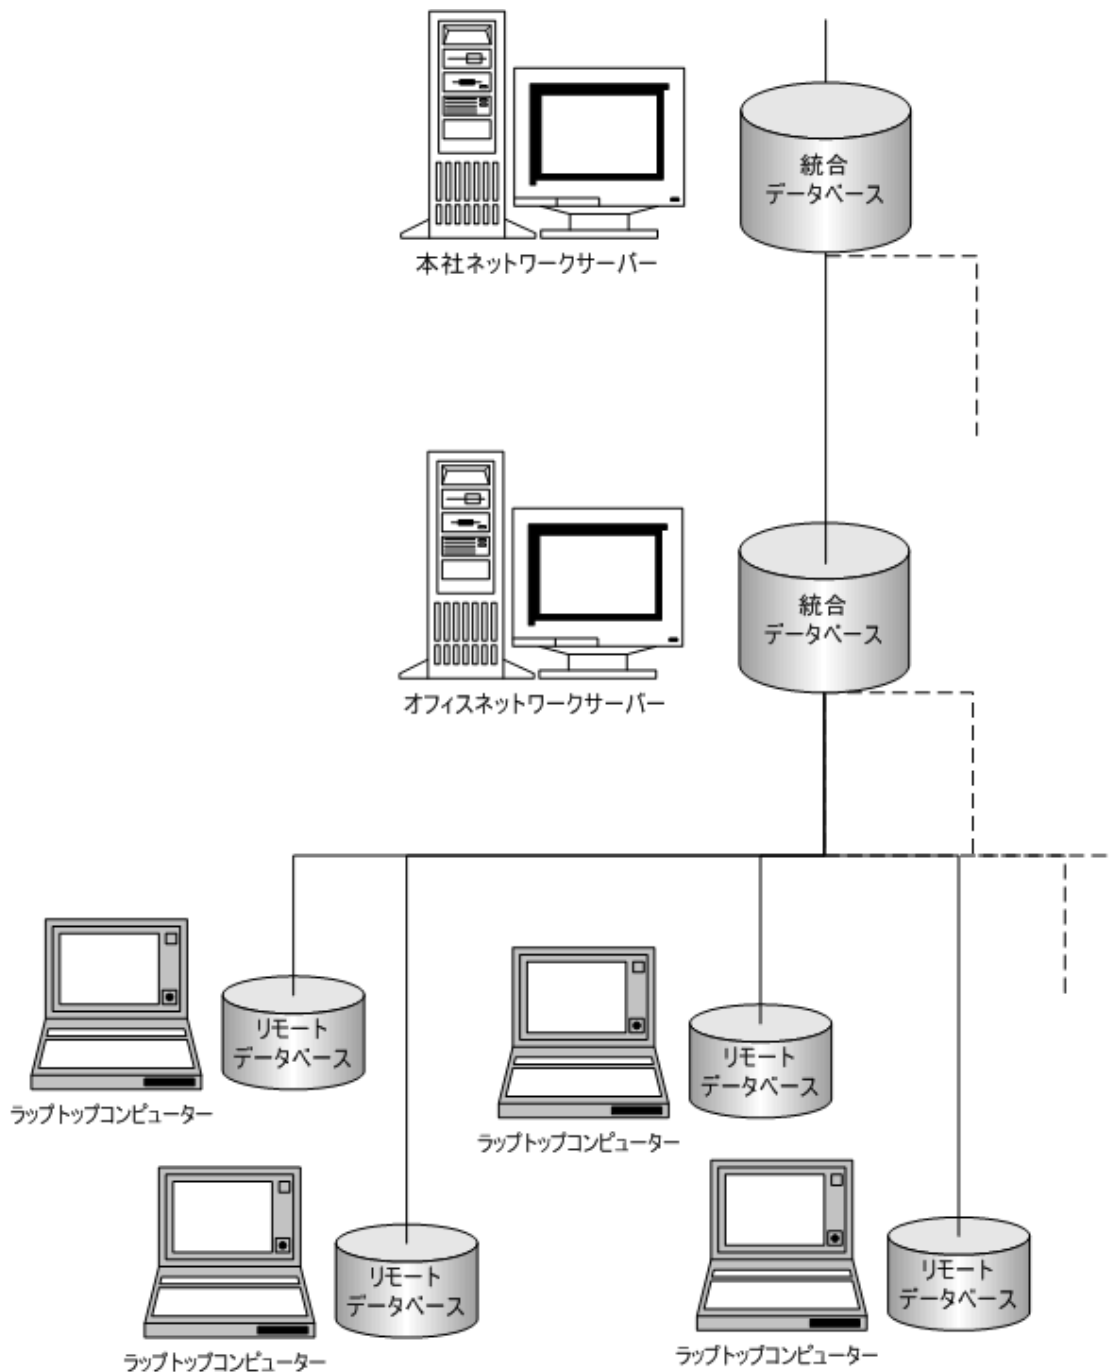 統合
データベース
本社ネットワークサーバー
統合
データベース
オフィスネットワークサーバー
リモート
データベース
ラップトップコンピューター
リモート
データベース
ラップトップコンピューター
リモート
データベース
ラップトップコンピューター
リモート
データベース
ラップトップコンピューター